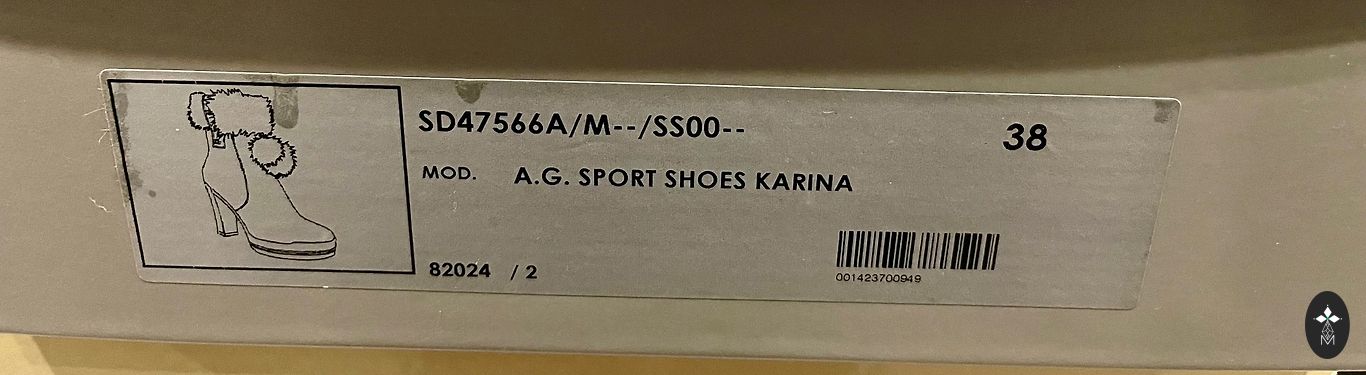 SD47566A/M--/SS00--
38
MOD. A.G. SPORT SHOES KARINA
82024 / 2
001423700949
M